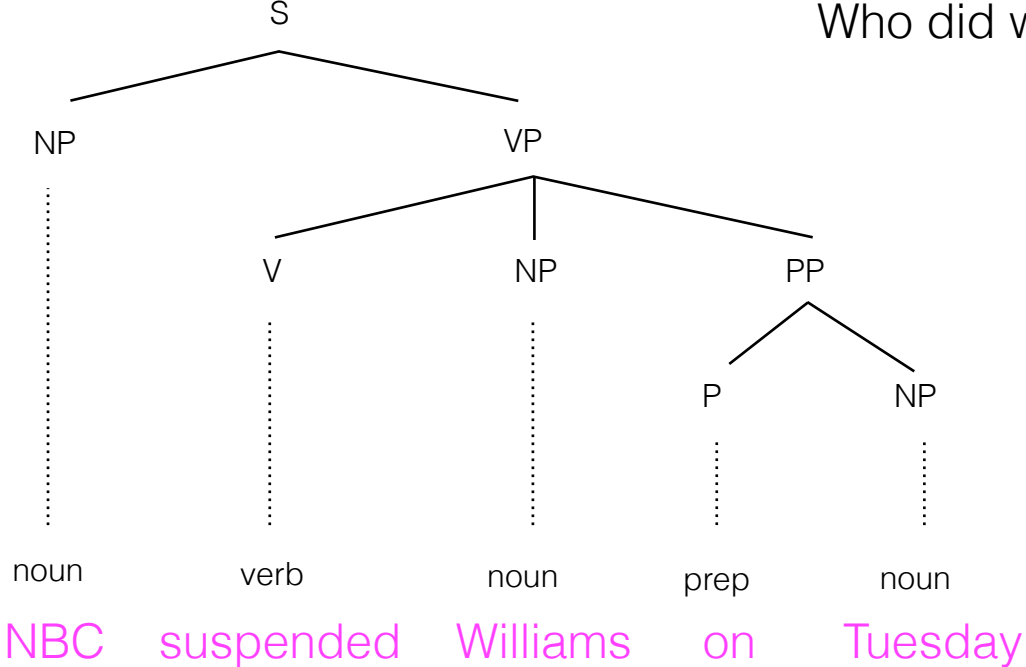 S
Who did w
NP
VP
V
NP
PP
P
NP
noun verb noun prep noun
NBC suspended Williams on Tuesday